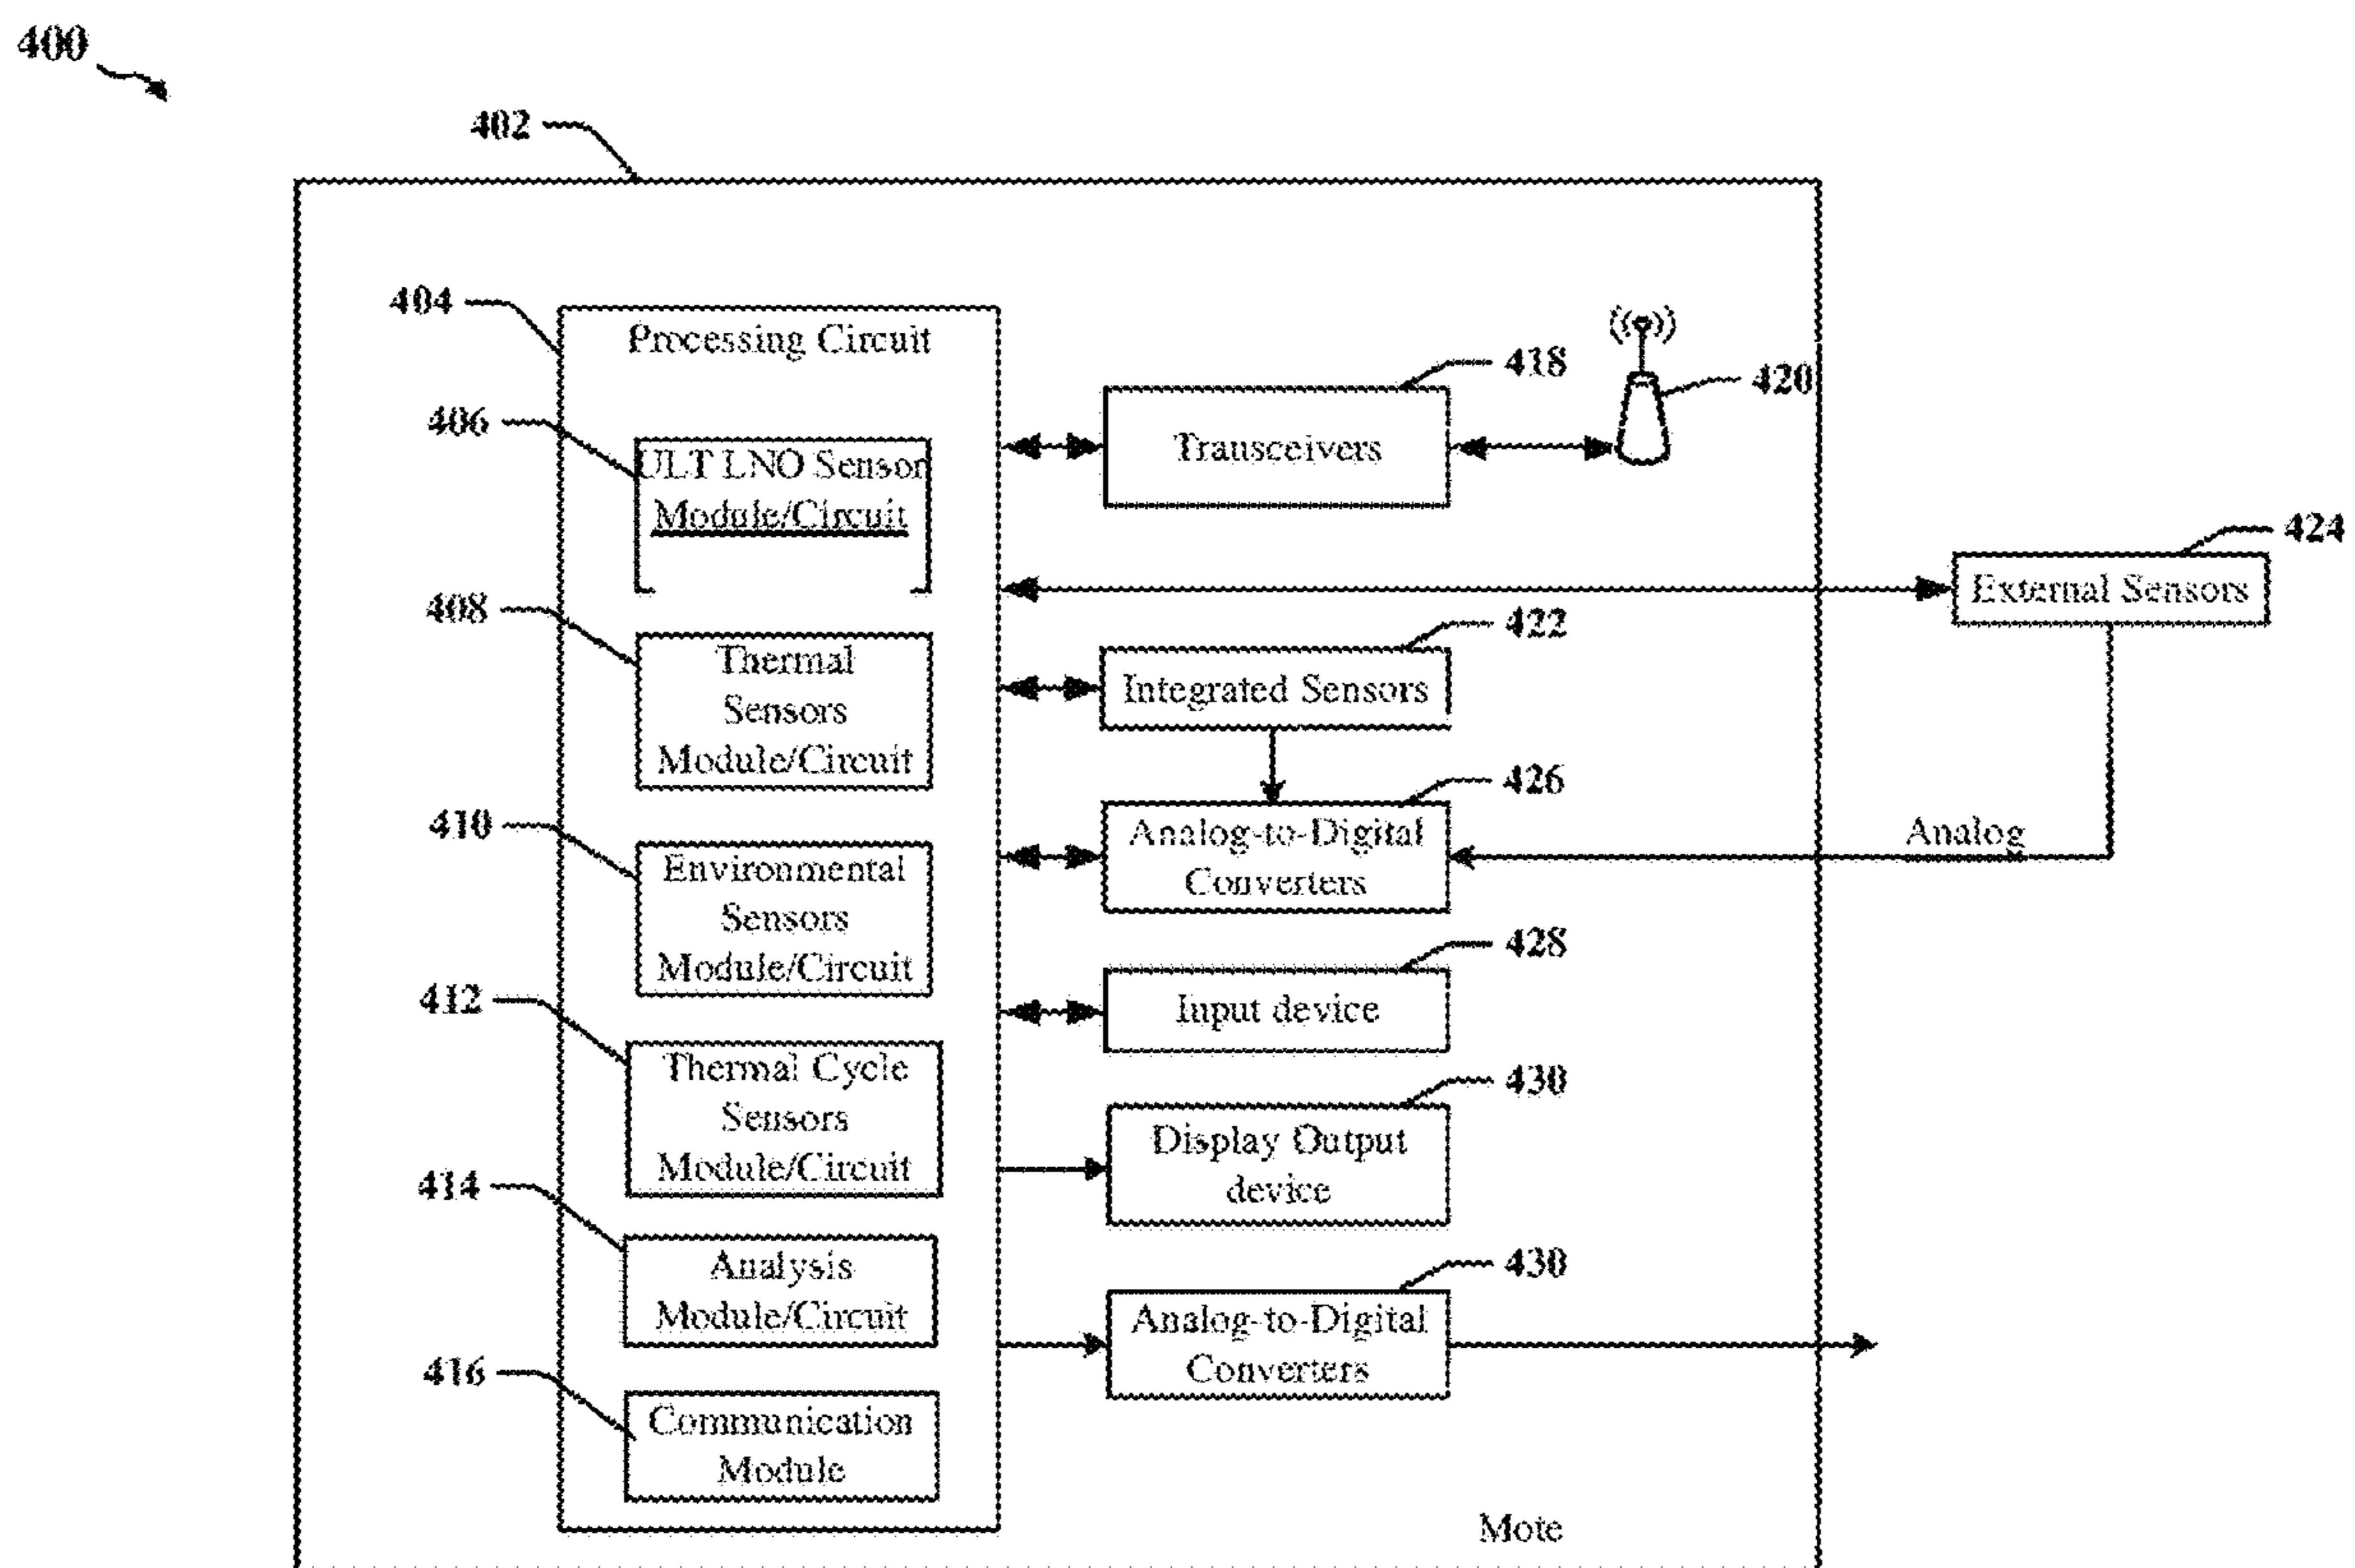 400
402
404
Processing Circuit
406
ULT LNO Sensor
Module/Circuit
408
Thermal
Sensors
Module/Circuit
410
Environmental
Sensors
Module/Circuit
412
Thermal Cycle
Sensors
Module/Circuit
414
Analysis
Module/Circuit
416
Communication
Module
418
Transceivers
420
424
External Sensors
422
Integrated Sensors
426
Analog-to-Digital
Converters
Analog
428
Input device
430
Display Output
device
430
Analog-to-Digital
Converters
Mote